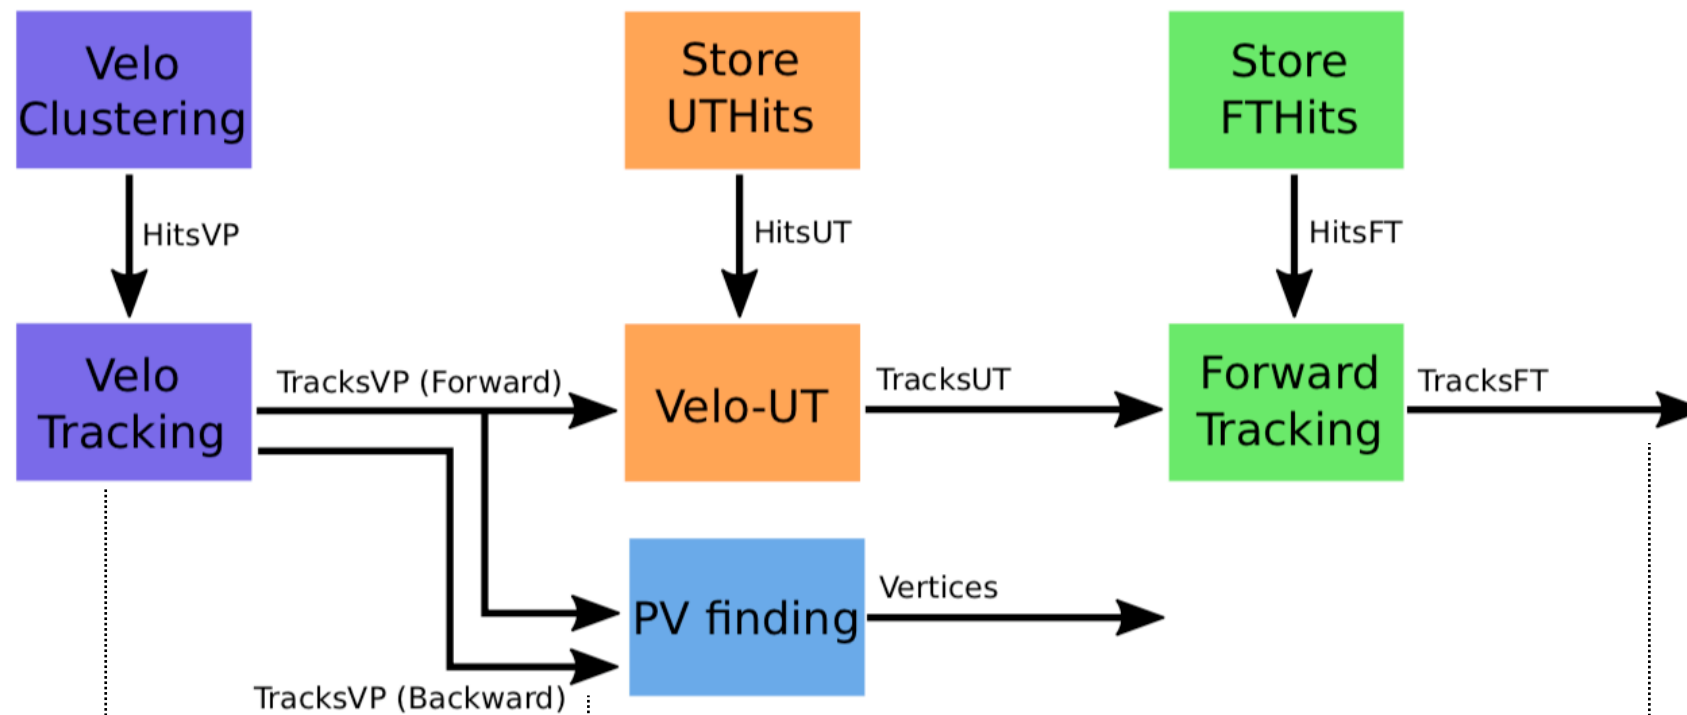 Velo
Clustering
Store
UTHits
Store
FTHits
HitsVP
HitsUT
HitsFT
Velo
Tracking
TracksVP (Forward)
Velo-UT
TracksUT
Forward
Tracking
TracksFT
PV finding
Vertices
TracksVP (Backward)